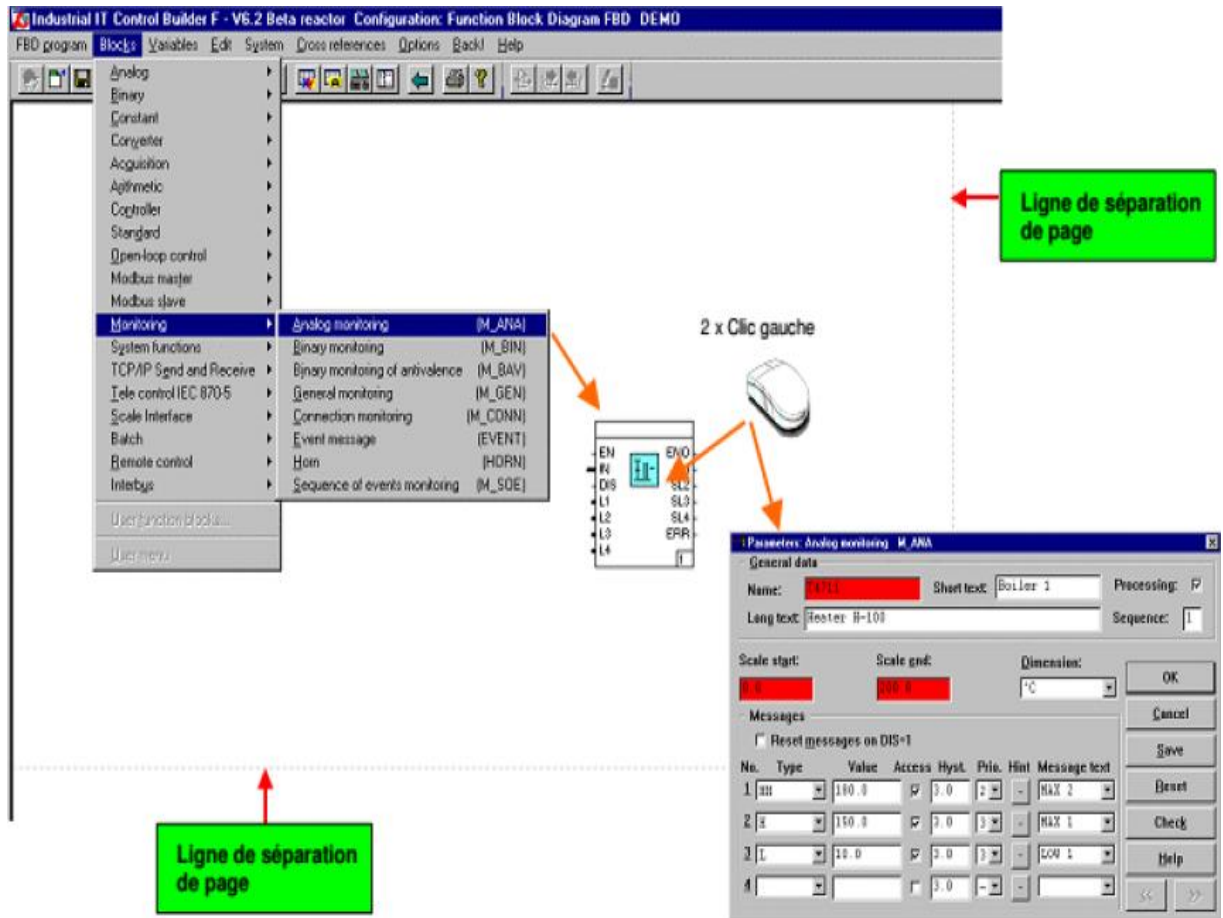 Industrial IT Control Builder F - V6.2 Beta reactor Configuration: Function Block Diagram FBD DEMO
FBD program Blocks Variables Edit System Cross references Options Back! Help
Analog
Binary
Constant
Converter
Acquisition
Arithmetic
Controller
Standard
Open-loop control
Modbus master
Modbus slave
Monitoring
System functions
TCP/IP Send and Receive
Tele control IEC 870-5
Scale Interface
Batch
Remote control
Interbus
User function blocks...
User menu
Analog monitoring (M_ANA)
Binary monitoring (M_BIN)
Binary monitoring of antivalence (M_BAV)
General monitoring (M_GEN)
Connection monitoring (M_CONN)
Event message (EVENT)
Horn (HORN)
Sequence of events monitoring (M_SOE)
Ligne de séparation
de page
2 x Clic gauche
EN ENO
IN
DIS SL2
L1 SL3
L2 SL4
L3 ERR
L4 1
Parameters: Analog monitoring M_ANA
General data
Name: Short text: Boiler 1 Processing:
Long text: Heater H-100 Sequence: 1
Scale start: Scale end: Dimension:
0.0 200.0 °C
OK
Cancel
Save
Reset
Check
Help
<< >>
Messages
Reset messages on DIS=1
No. Type Value Access Hyst. Prio. Hint Message text
1 HH 180.0 3.0 2 - MAX 2
2 H 150.0 3.0 3 - MAX 1
3 L 10.0 3.0 3 - LOW 1
4 3.0 - -
Ligne de séparation
de page